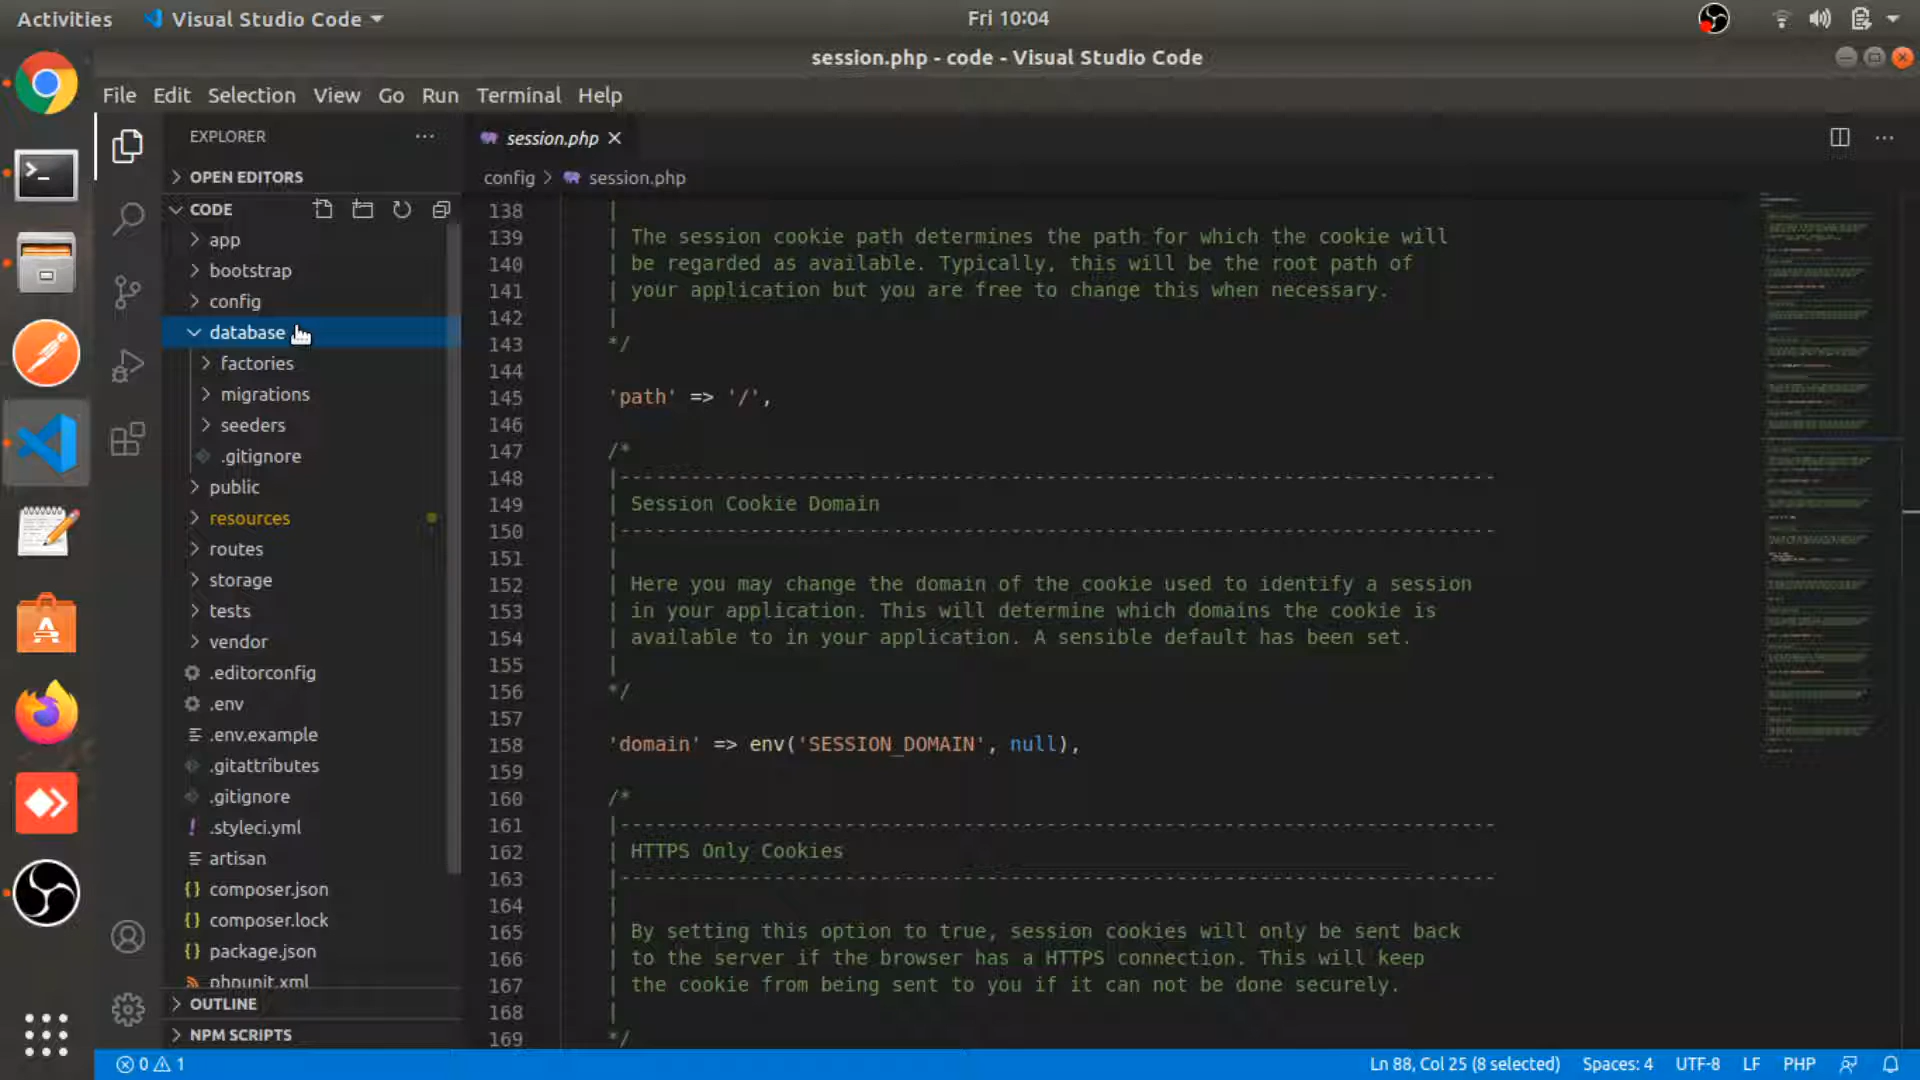 Activities
Visual Studio Code
Fri 10:04
session.php - code - Visual Studio Code
File Edit Selection View Go Run Terminal Help
EXPLORER
OPEN EDITORS
CODE
app
bootstrap
config
database
factories
migrations
seeders
.gitignore
public
resources
routes
storage
tests
vendor
.editorconfig
.env
.env.example
.gitattributes
.gitignore
.styleci.yml
artisan
composer.json
composer.lock
package.json
phpunit.xml
OUTLINE
NPM SCRIPTS
session.php
config > session.php
138 |
139 | The session cookie path determines the path for which the cookie will
140 | be regarded as available. Typically, this will be the root path of
141 | your application but you are free to change this when necessary.
142 |
143 */
144
145 'path' => '/',
146
147 /*
148 |--------------------------------------------------------------------------
149 | Session Cookie Domain
150 |--------------------------------------------------------------------------
151 |
152 | Here you may change the domain of the cookie used to identify a session
153 | in your application. This will determine which domains the cookie is
154 | available to in your application. A sensible default has been set.
155 |
156 */
157
158 'domain' => env('SESSION_DOMAIN', null),
159
160 /*
161 |--------------------------------------------------------------------------
162 | HTTPS Only Cookies
163 |--------------------------------------------------------------------------
164 |
165 | By setting this option to true, session cookies will only be sent back
166 | to the server if the browser has a HTTPS connection. This will keep
167 | the cookie from being sent to you if it can not be done securely.
168 |
169 */
0 1
Ln 88, Col 25 (8 selected) Spaces: 4 UTF-8 LF PHP